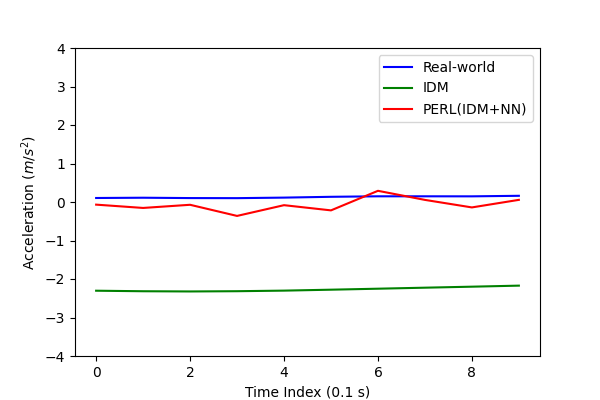 4
3
2
1
0
−1
−2
−3
−4
Acceleration (m/s²)
Real-world
IDM
PERL(IDM+NN)
0 2 4 6 8
Time Index (0.1 s)